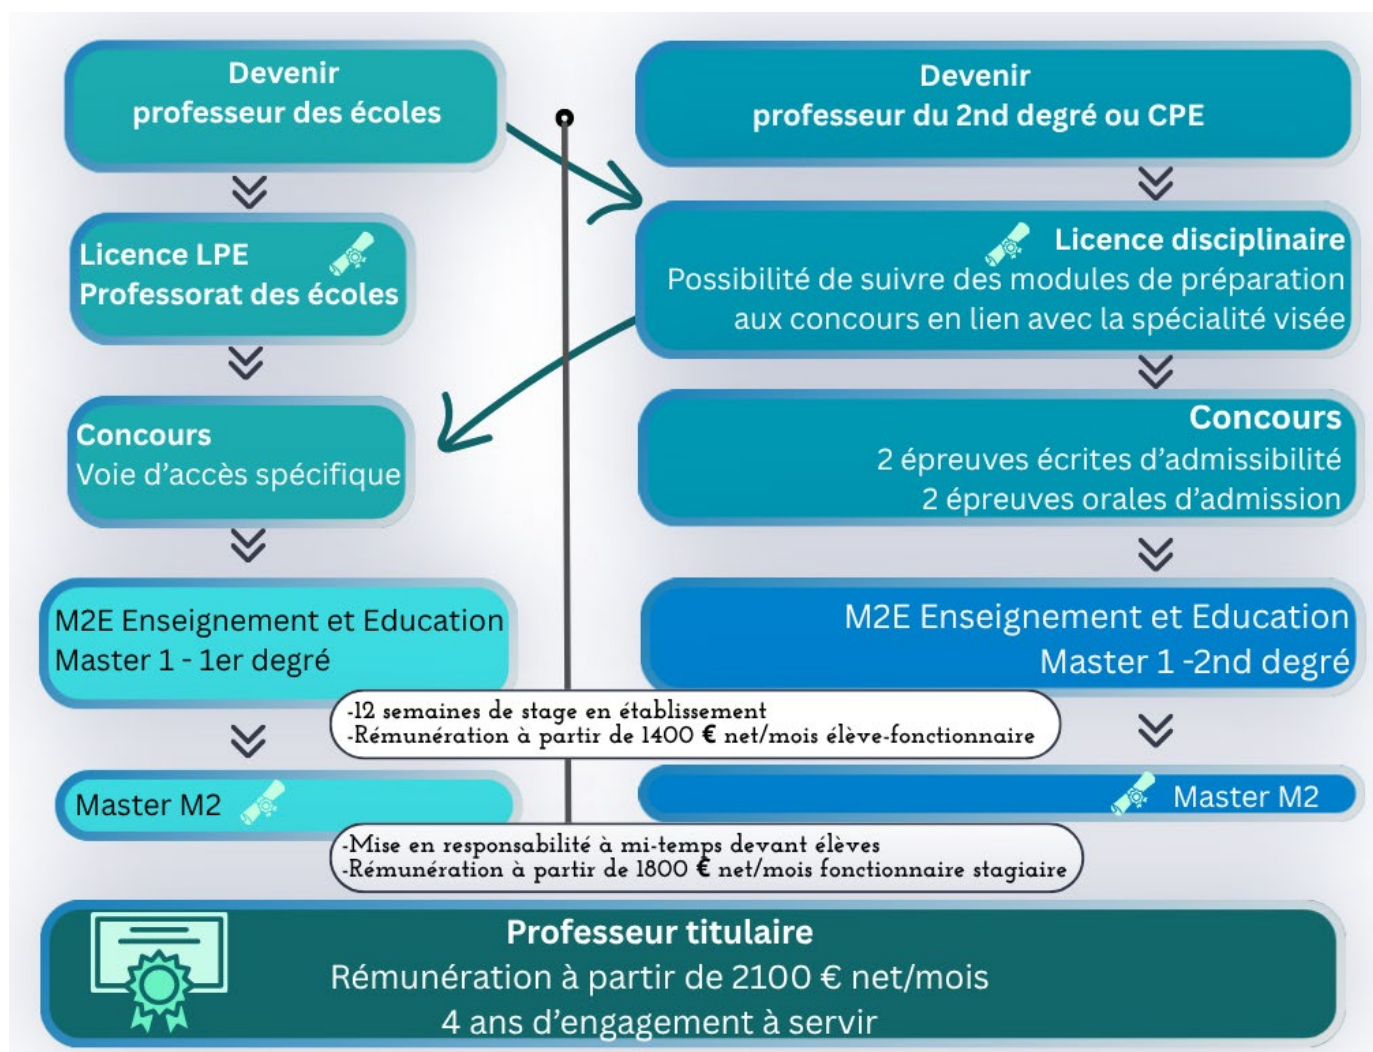 Devenir
professeur des écoles
Licence LPE
Professorat des écoles
Concours
Voie d'accès spécifique
M2E Enseignement et Education
Master 1 - 1er degré
Devenir
professeur du 2nd degré ou CPE
Licence disciplinaire
Possibilité de suivre des modules de préparation
aux concours en lien avec la spécialité visée
Concours
2 épreuves écrites d'admissibilité
2 épreuves orales d'admission
M2E Enseignement et Education
Master 1 -2nd degré
-12 semaines de stage en établissement
-Rémunération à partir de 1400 € net/mois élève-fonctionnaire
Master M2
Master M2
-Mise en responsabilité à mi-temps devant élèves
-Rémunération à partir de 1800 € net/mois fonctionnaire stagiaire
Professeur titulaire
Rémunération à partir de 2100 € net/mois
4 ans d'engagement à servir